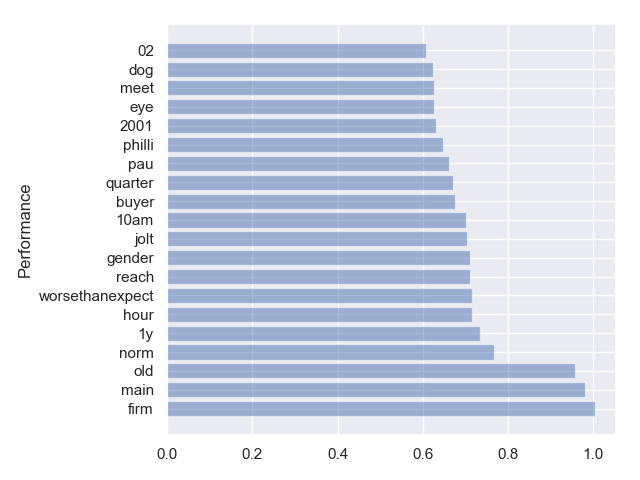 02
dog
meet
eye
2001
philli
pau
quarter
buyer
10am
jolt
gender
reach
worsethanexpect
hour
1y
norm
old
main
firm
Performance
0.0 0.2 0.4 0.6 0.8 1.0